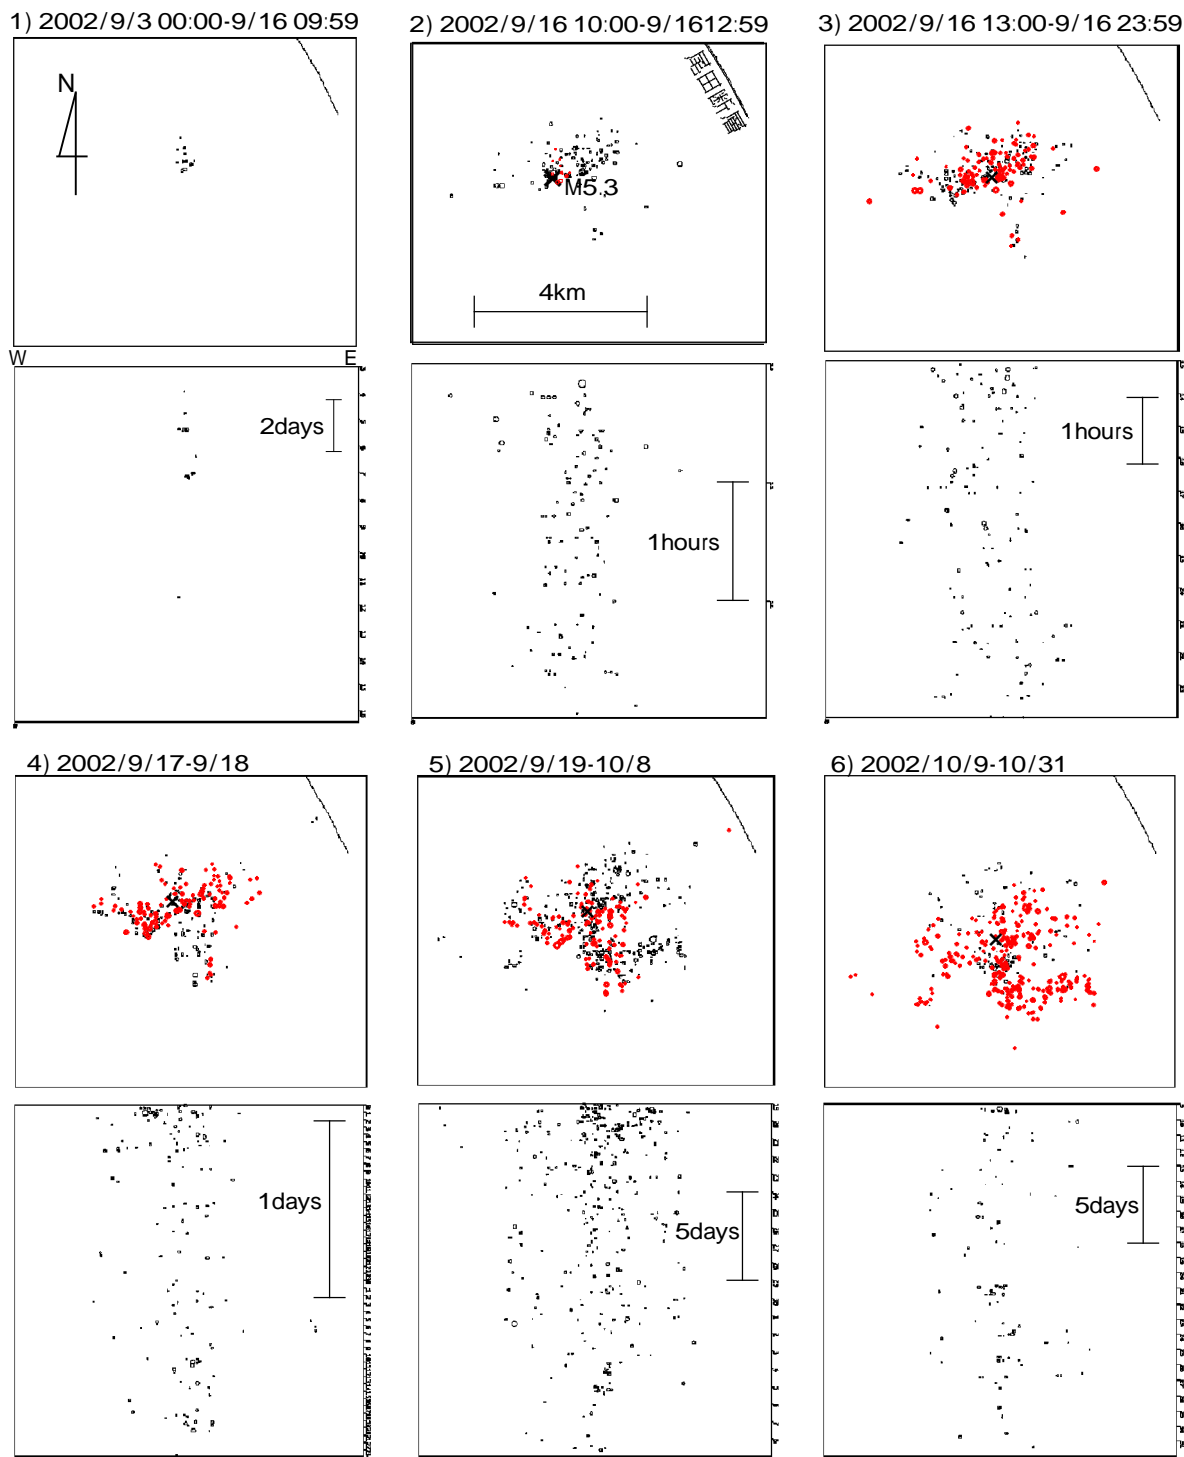 1) 2002/9/3 00:00-9/16 09:59
2) 2002/9/16 10:00-9/1612:59
3) 2002/9/16 13:00-9/16 23:59
N
尾田断層
M5.3
4km
W
E
2days
1hours
1hours
4) 2002/9/17-9/18
5) 2002/9/19-10/8
6) 2002/10/9-10/31
1days
5days
5days